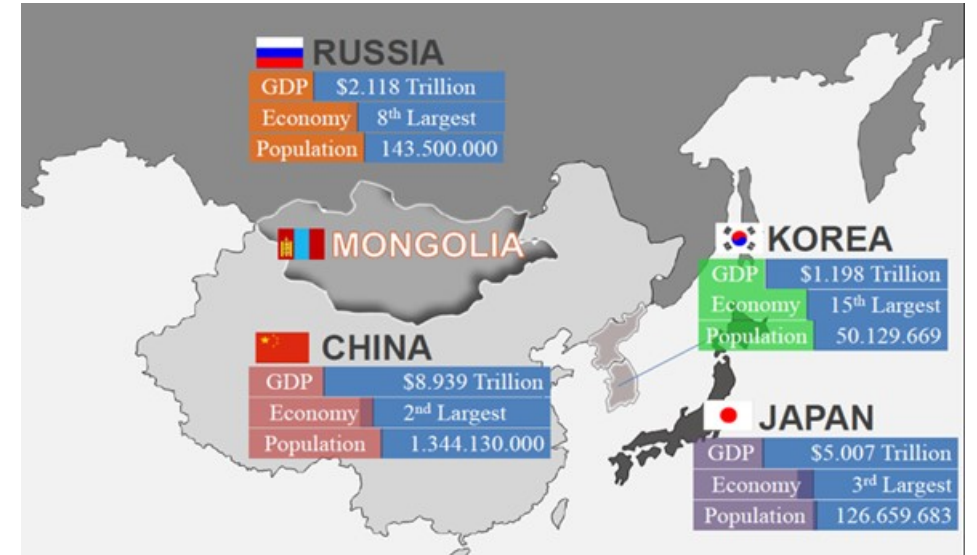 RUSSIA
GDP $2.118 Trillion
Economy 8th Largest
Population 143.500.000
MONGOLIA
KOREA
GDP $1.198 Trillion
Economy 15th Largest
Population 50.129.669
CHINA
GDP $8.939 Trillion
Economy 2nd Largest
Population 1.344.130.000
JAPAN
GDP $5.007 Trillion
Economy 3rd Largest
Population 126.659.683